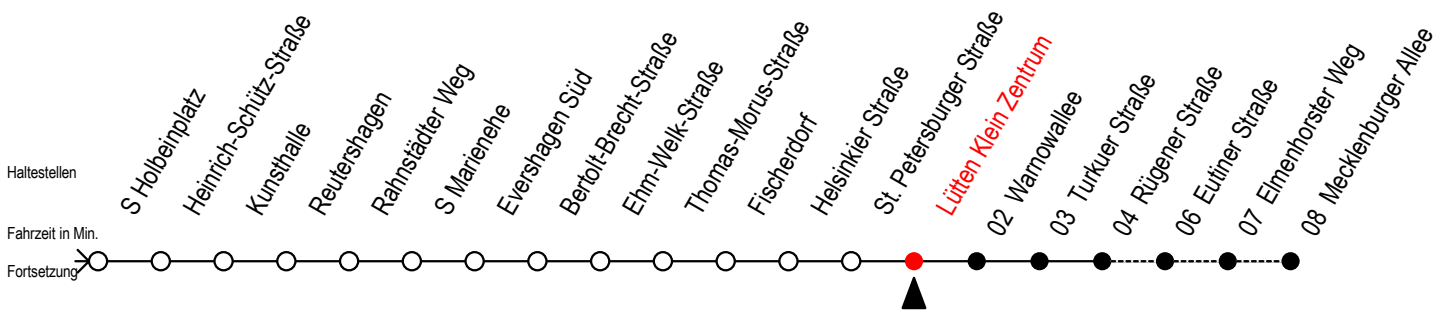 Haltestellen
S Holbeinplatz
Heinrich-Schütz-Straße
Kunsthalle
Reutershagen
Rahnstädter Weg
S Marienehe
Evershagen Süd
Bertolt-Brecht-Straße
Ehm-Welk-Straße
Thomas-Morus-Straße
Fischerdorf
Helsinkier Straße
St. Petersburger Straße
Lütten Klein Zentrum
02 Warnowallee
03 Turkuer Straße
04 Rügener Straße
06 Eutiner Straße
07 Elmenhorster Weg
08 Mecklenburger Allee
Fahrzeit in Min.
Fortsetzung